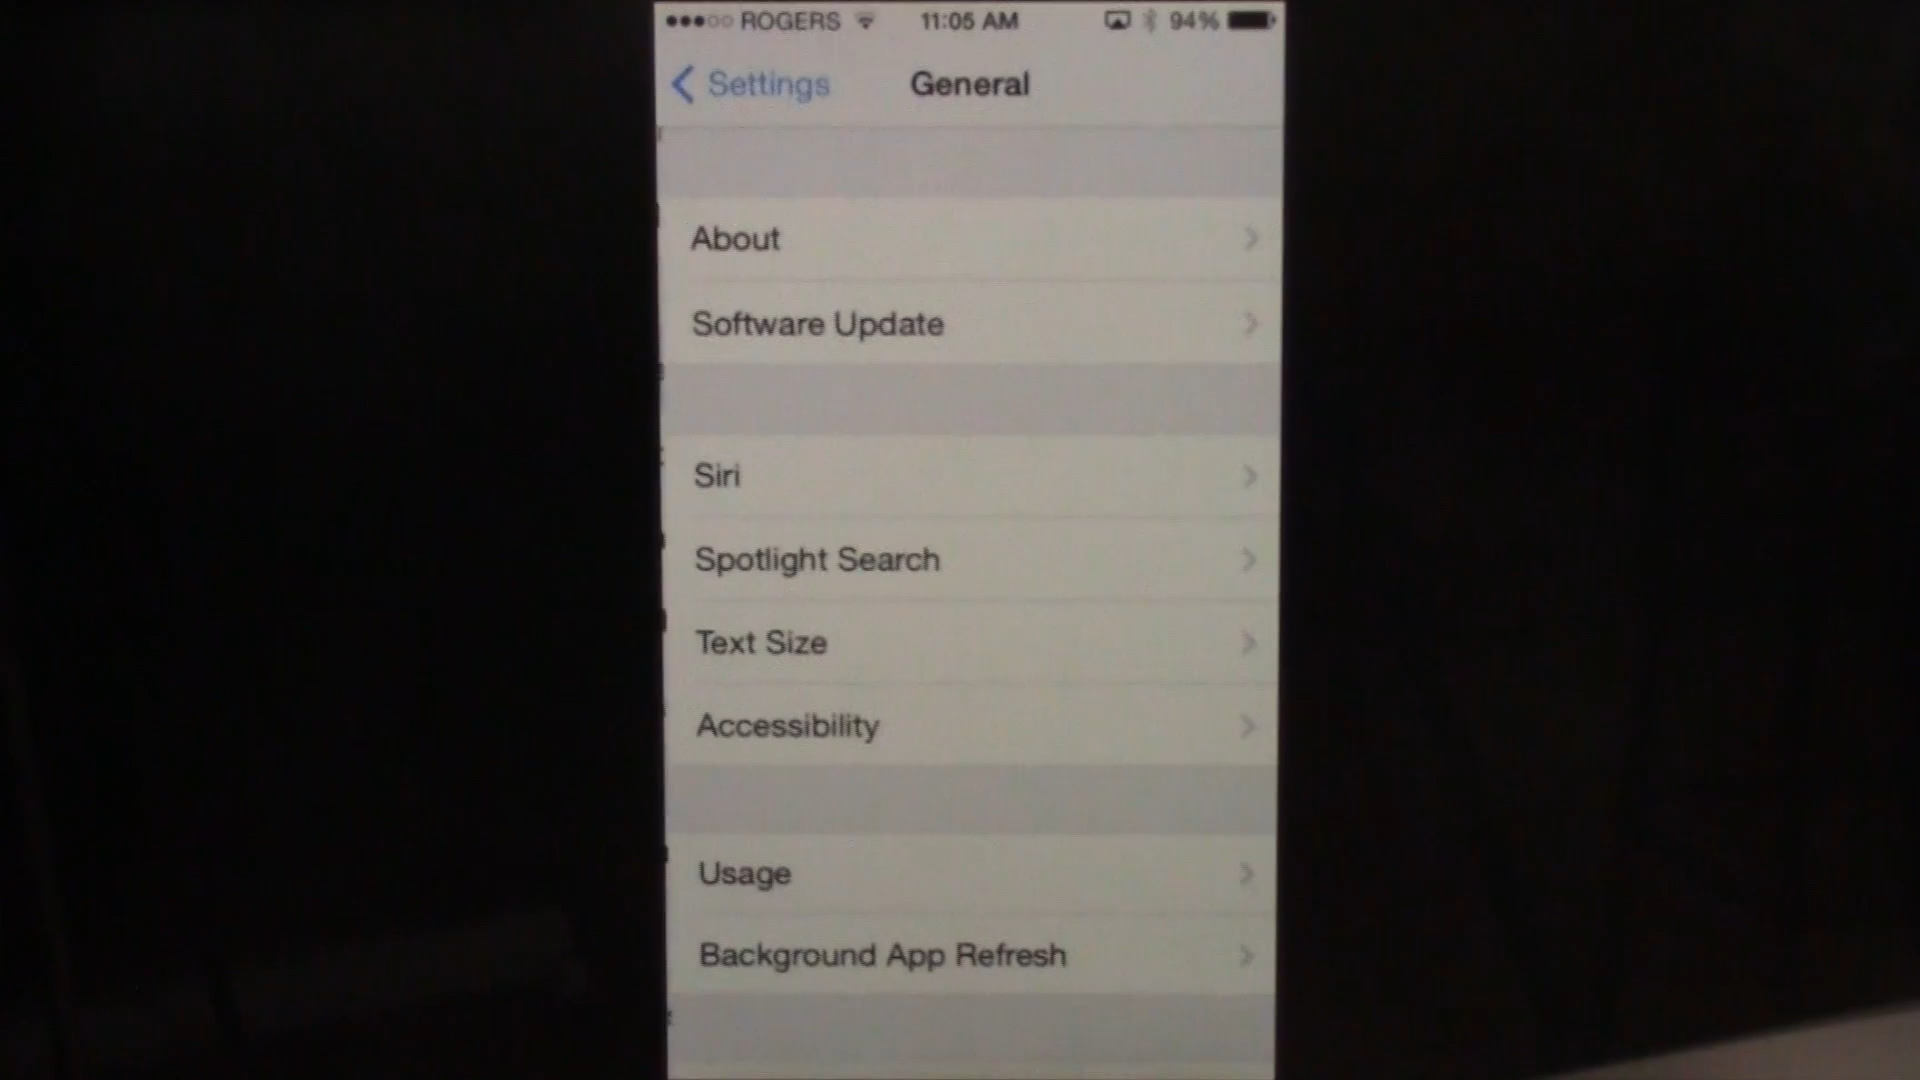 ROGERS 11:05 AM 94%
Settings General
About
Software Update
Siri
Spotlight Search
Text Size
Accessibility
Usage
Background App Refresh